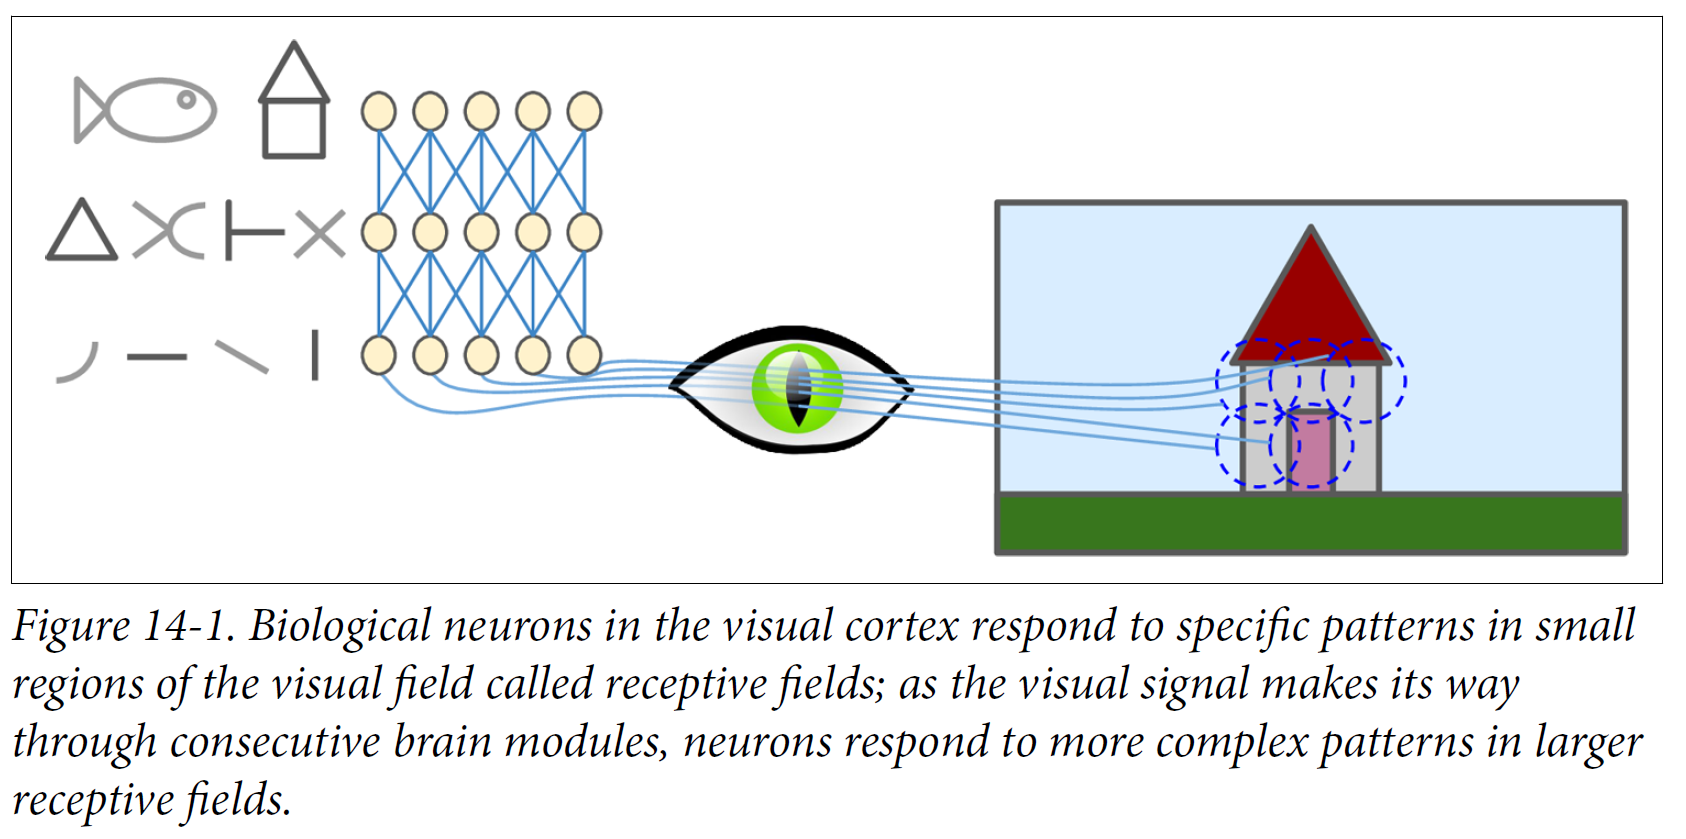 Figure 14-1. Biological neurons in the visual cortex respond to specific patterns in small
regions of the visual field called receptive fields; as the visual signal makes its way
through consecutive brain modules, neurons respond to more complex patterns in larger
receptive fields.